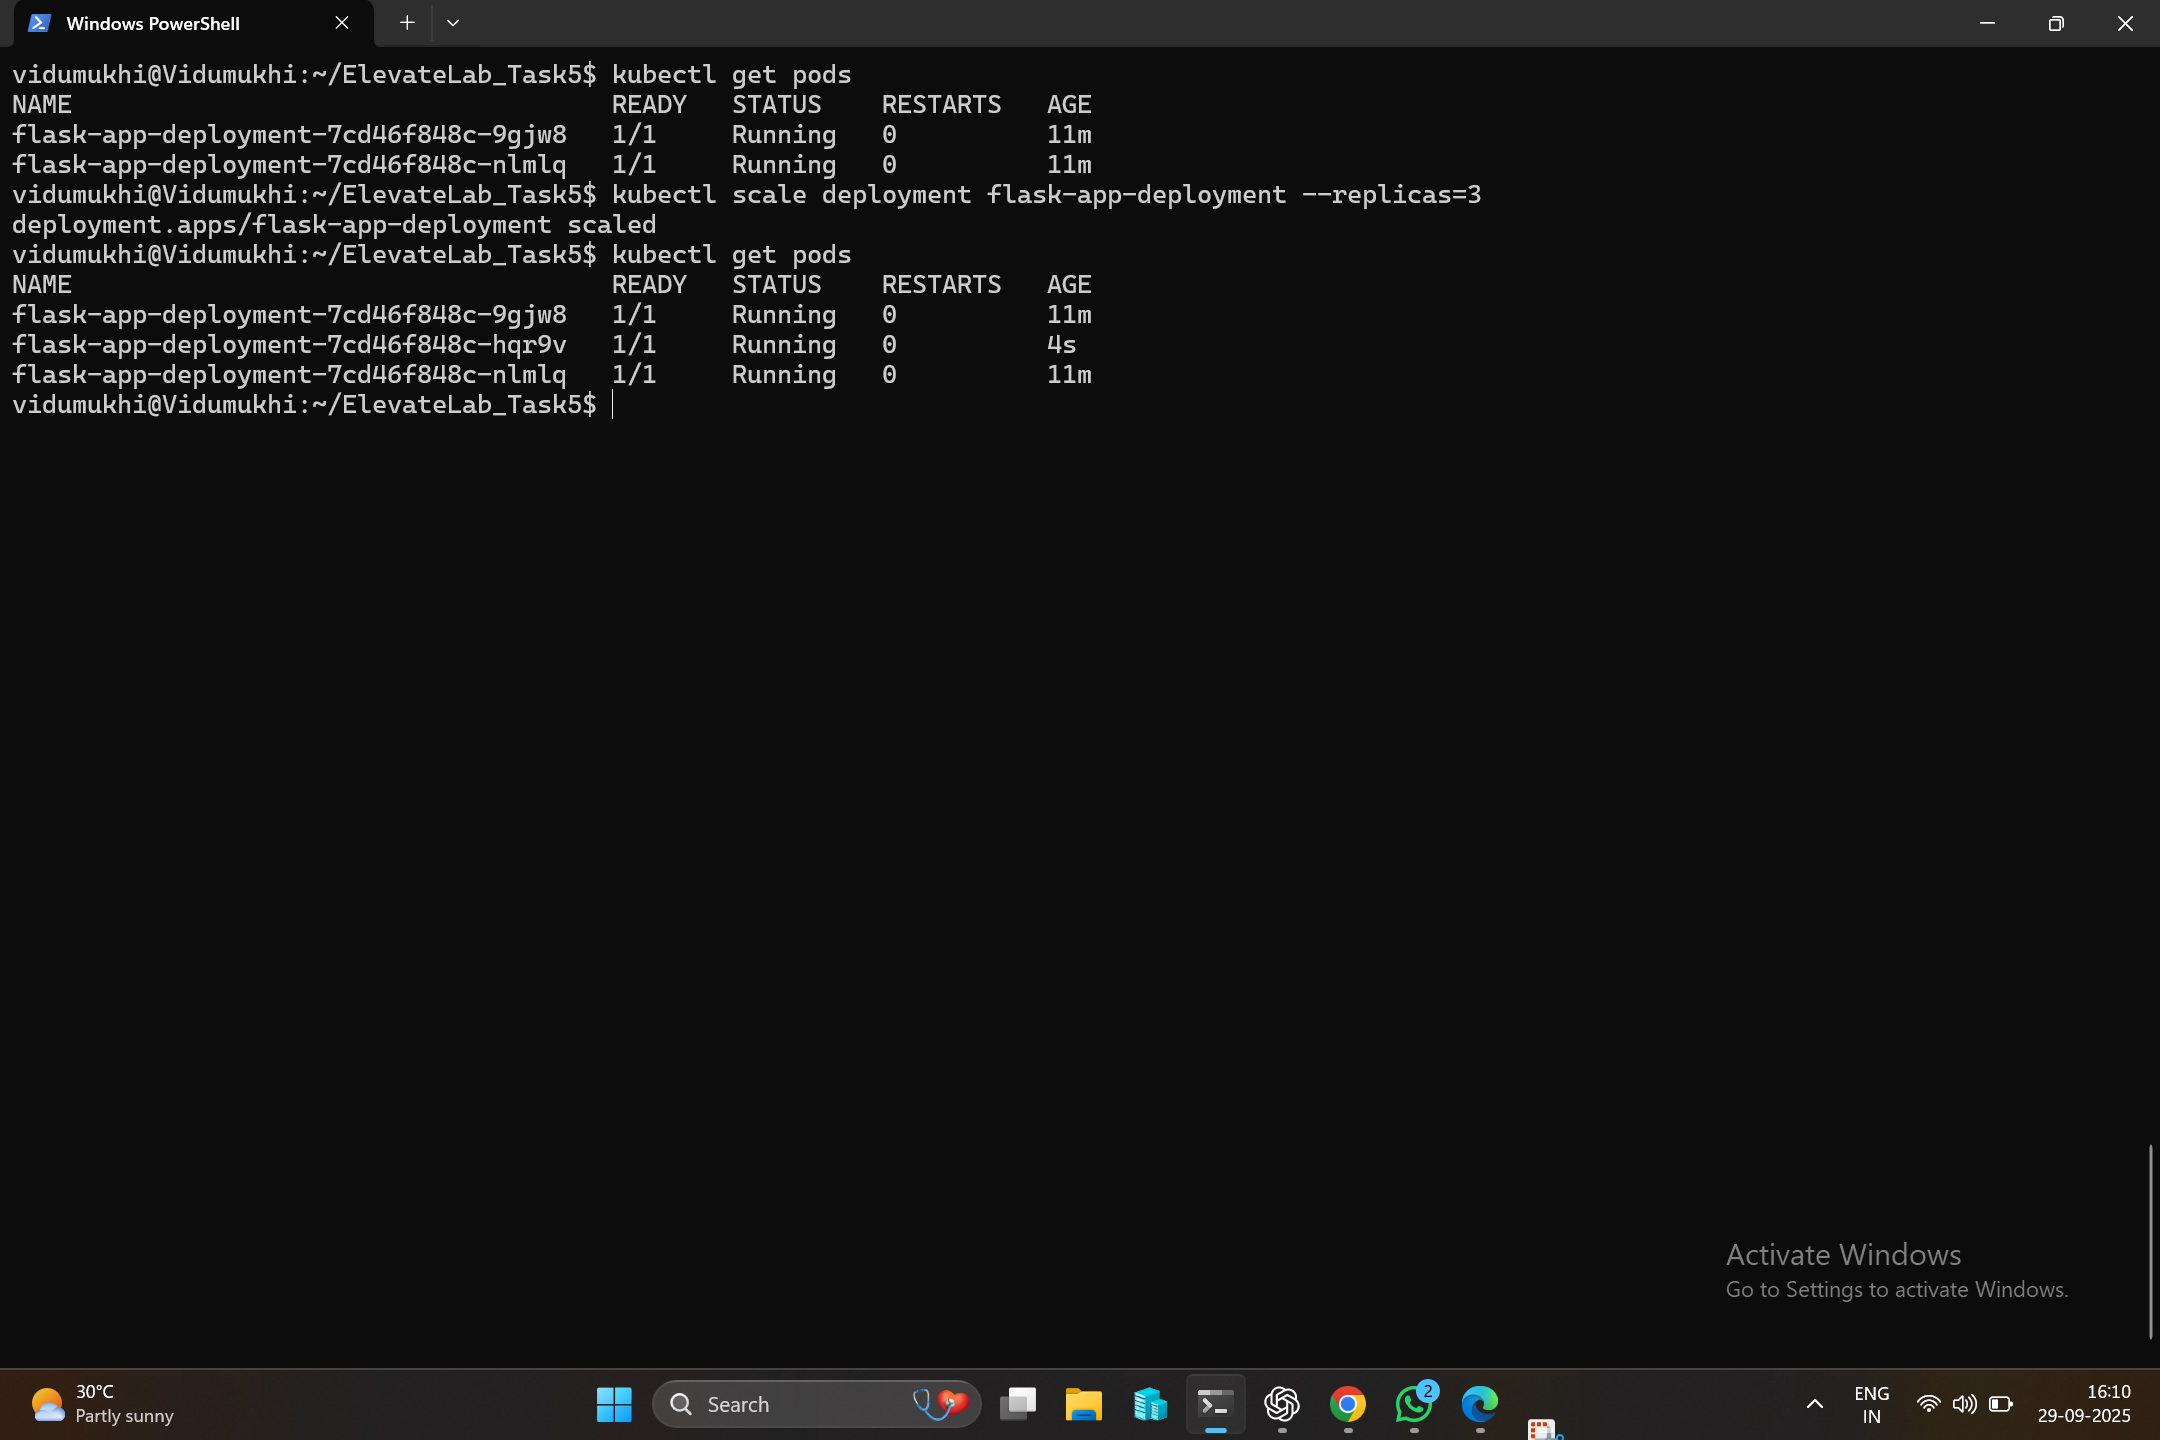 Windows PowerShell
vidumukhi@Vidumukhi:~/ElevateLab_Task5$ kubectl get pods
NAME                                    READY   STATUS    RESTARTS   AGE
flask-app-deployment-7cd46f848c-9gjw8   1/1     Running   0          11m
flask-app-deployment-7cd46f848c-nlmlq   1/1     Running   0          11m
vidumukhi@Vidumukhi:~/ElevateLab_Task5$ kubectl scale deployment flask-app-deployment --replicas=3
deployment.apps/flask-app-deployment scaled
vidumukhi@Vidumukhi:~/ElevateLab_Task5$ kubectl get pods
NAME                                    READY   STATUS    RESTARTS   AGE
flask-app-deployment-7cd46f848c-9gjw8   1/1     Running   0          11m
flask-app-deployment-7cd46f848c-hqr9v   1/1     Running   0          4s
flask-app-deployment-7cd46f848c-nlmlq   1/1     Running   0          11m
vidumukhi@Vidumukhi:~/ElevateLab_Task5$
Activate Windows
Go to Settings to activate Windows.
30°C
Partly sunny
Search
2
ENG
IN
16:10
29-09-2025